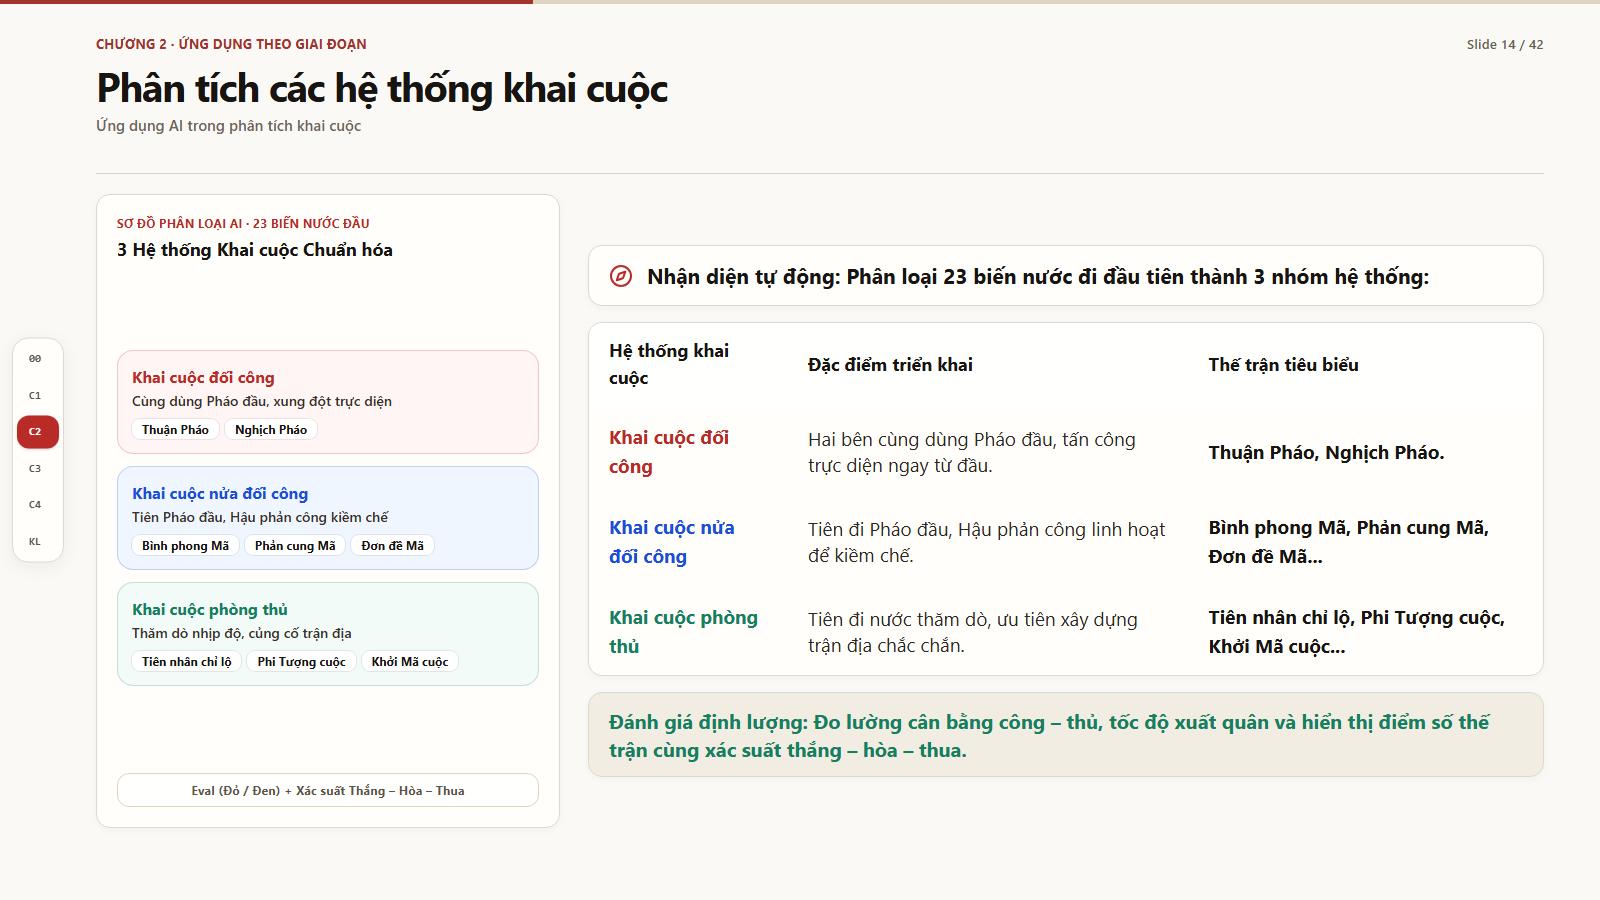 CHƯƠNG 2 · ỨNG DỤNG THEO GIAI ĐOẠN
Slide 14 / 42
Phân tích các hệ thống khai cuộc
Ứng dụng AI trong phân tích khai cuộc
00
C1
C2
C3
C4
KL
SƠ ĐỒ PHÂN LOẠI AI · 23 BIẾN NƯỚC ĐẦU
3 Hệ thống Khai cuộc Chuẩn hóa
Khai cuộc đối công
Cùng dùng Pháo đầu, xung đột trực diện
Thuận Pháo
Nghịch Pháo
Khai cuộc nửa đối công
Tiên Pháo đầu, Hậu phản công kiềm chế
Bình phong Mã
Phản cung Mã
Đơn đề Mã
Khai cuộc phòng thủ
Thăm dò nhịp độ, củng cố trận địa
Tiên nhân chỉ lộ
Phi Tượng cuộc
Khởi Mã cuộc
Eval (Đỏ / Đen) + Xác suất Thắng – Hòa – Thua
Nhận diện tự động: Phân loại 23 biến nước đi đầu tiên thành 3 nhóm hệ thống:
Hệ thống khai
cuộc
Đặc điểm triển khai
Thế trận tiêu biểu
Khai cuộc đối
công
Hai bên cùng dùng Pháo đầu, tấn công
trực diện ngay từ đầu.
Thuận Pháo, Nghịch Pháo.
Khai cuộc nửa
đối công
Tiên đi Pháo đầu, Hậu phản công linh hoạt
để kiềm chế.
Bình phong Mã, Phản cung Mã,
Đơn đề Mã...
Khai cuộc phòng
thủ
Tiên đi nước thăm dò, ưu tiên xây dựng
trận địa chắc chắn.
Tiên nhân chỉ lộ, Phi Tượng cuộc,
Khởi Mã cuộc...
Đánh giá định lượng: Đo lường cân bằng công – thủ, tốc độ xuất quân và hiển thị điểm số thế
trận cùng xác suất thắng – hòa – thua.